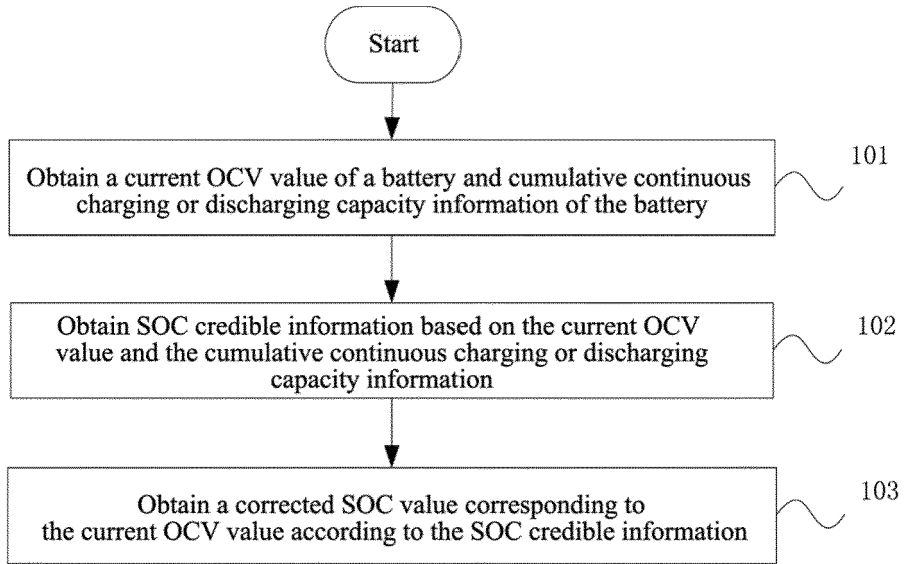 Start
Obtain a current OCV value of a battery and cumulative continuous
charging or discharging capacity information of the battery
101
Obtain SOC credible information based on the current OCV
value and the cumulative continuous charging or discharging
capacity information
102
Obtain a corrected SOC value corresponding to
the current OCV value according to the SOC credible information
103